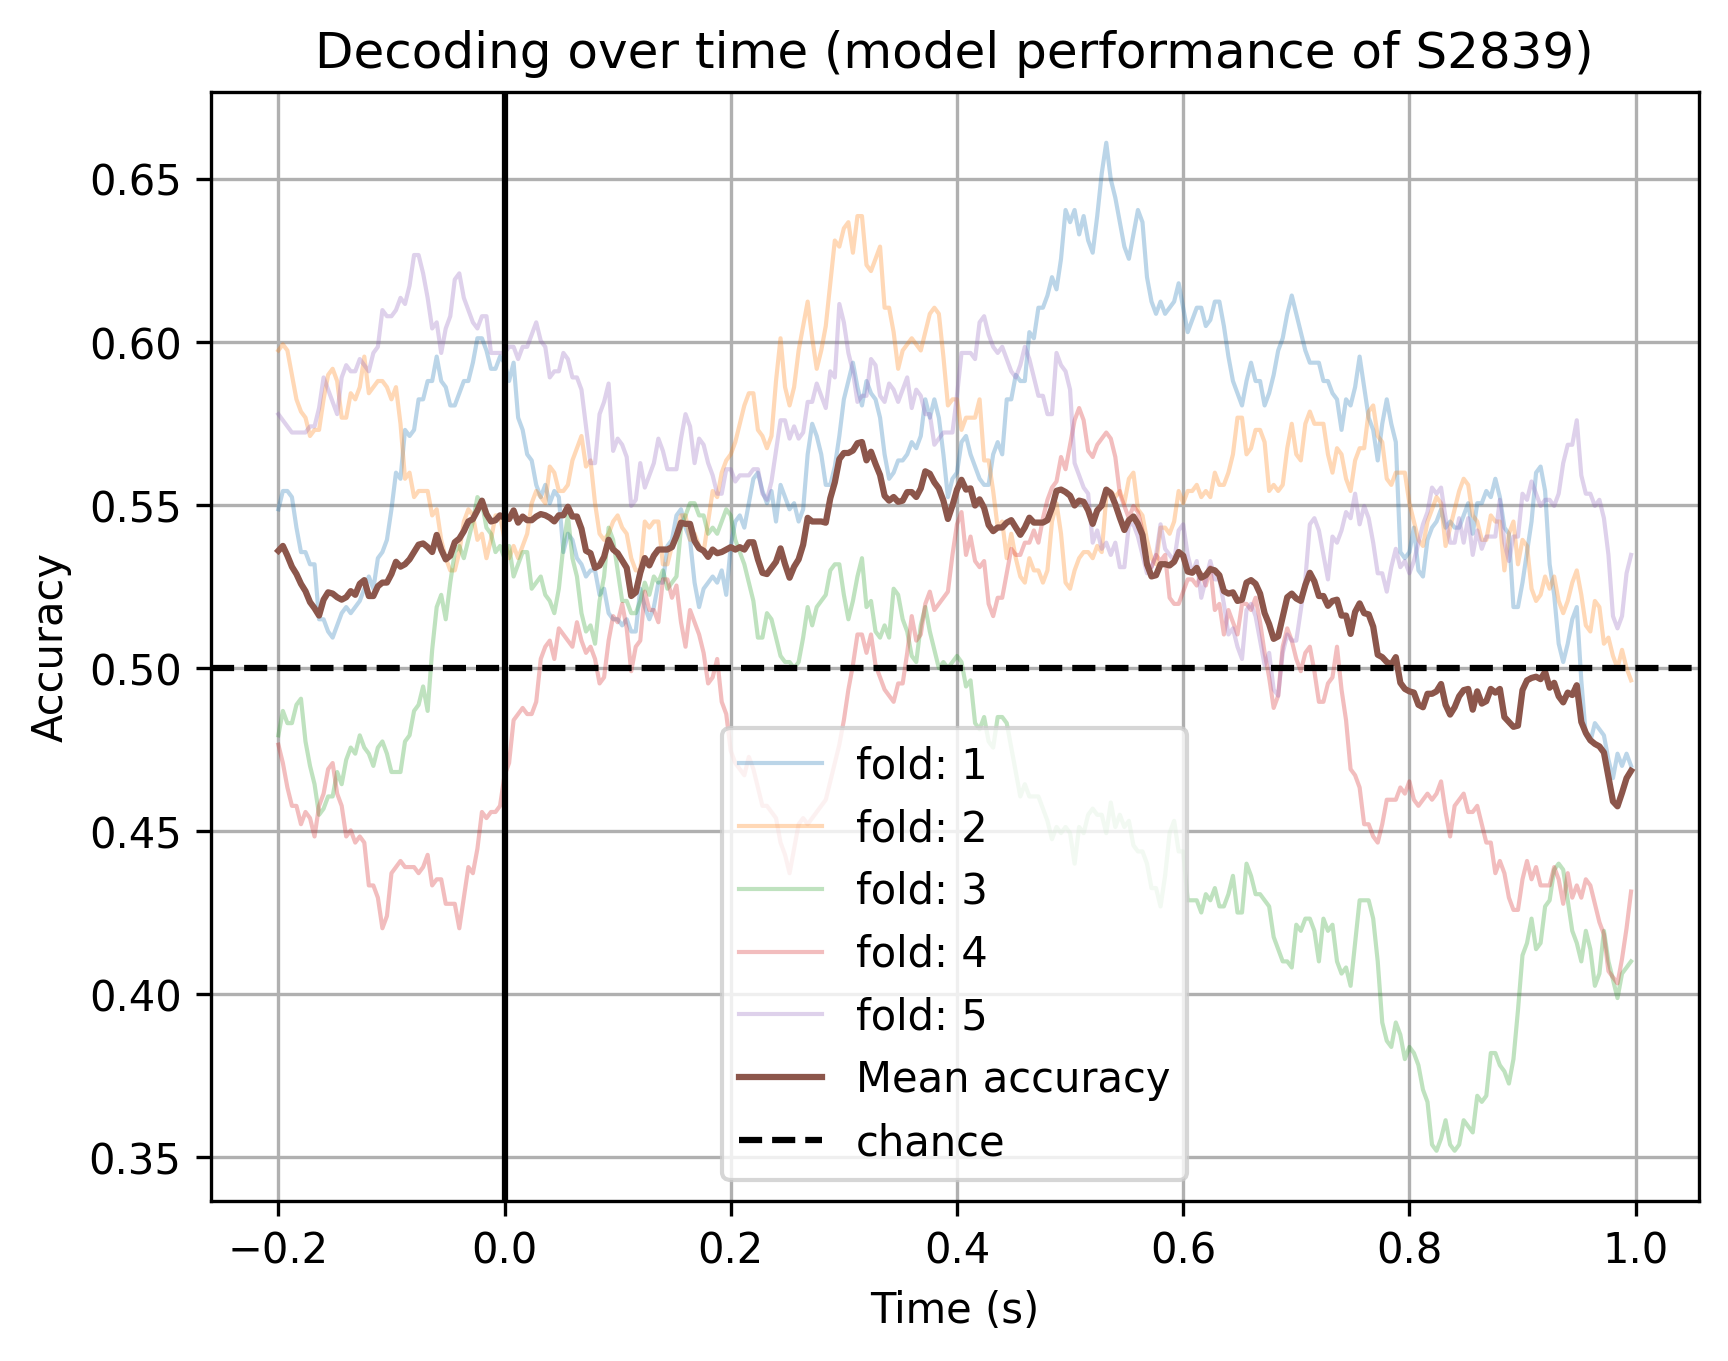 Decoding over time (model performance of S2839)
Accuracy
0.65
0.60
0.55
0.50
0.45
0.40
0.35
fold: 1
fold: 2
fold: 3
fold: 4
fold: 5
Mean accuracy
chance
−0.2
0.0
0.2
0.4
0.6
0.8
1.0
Time (s)